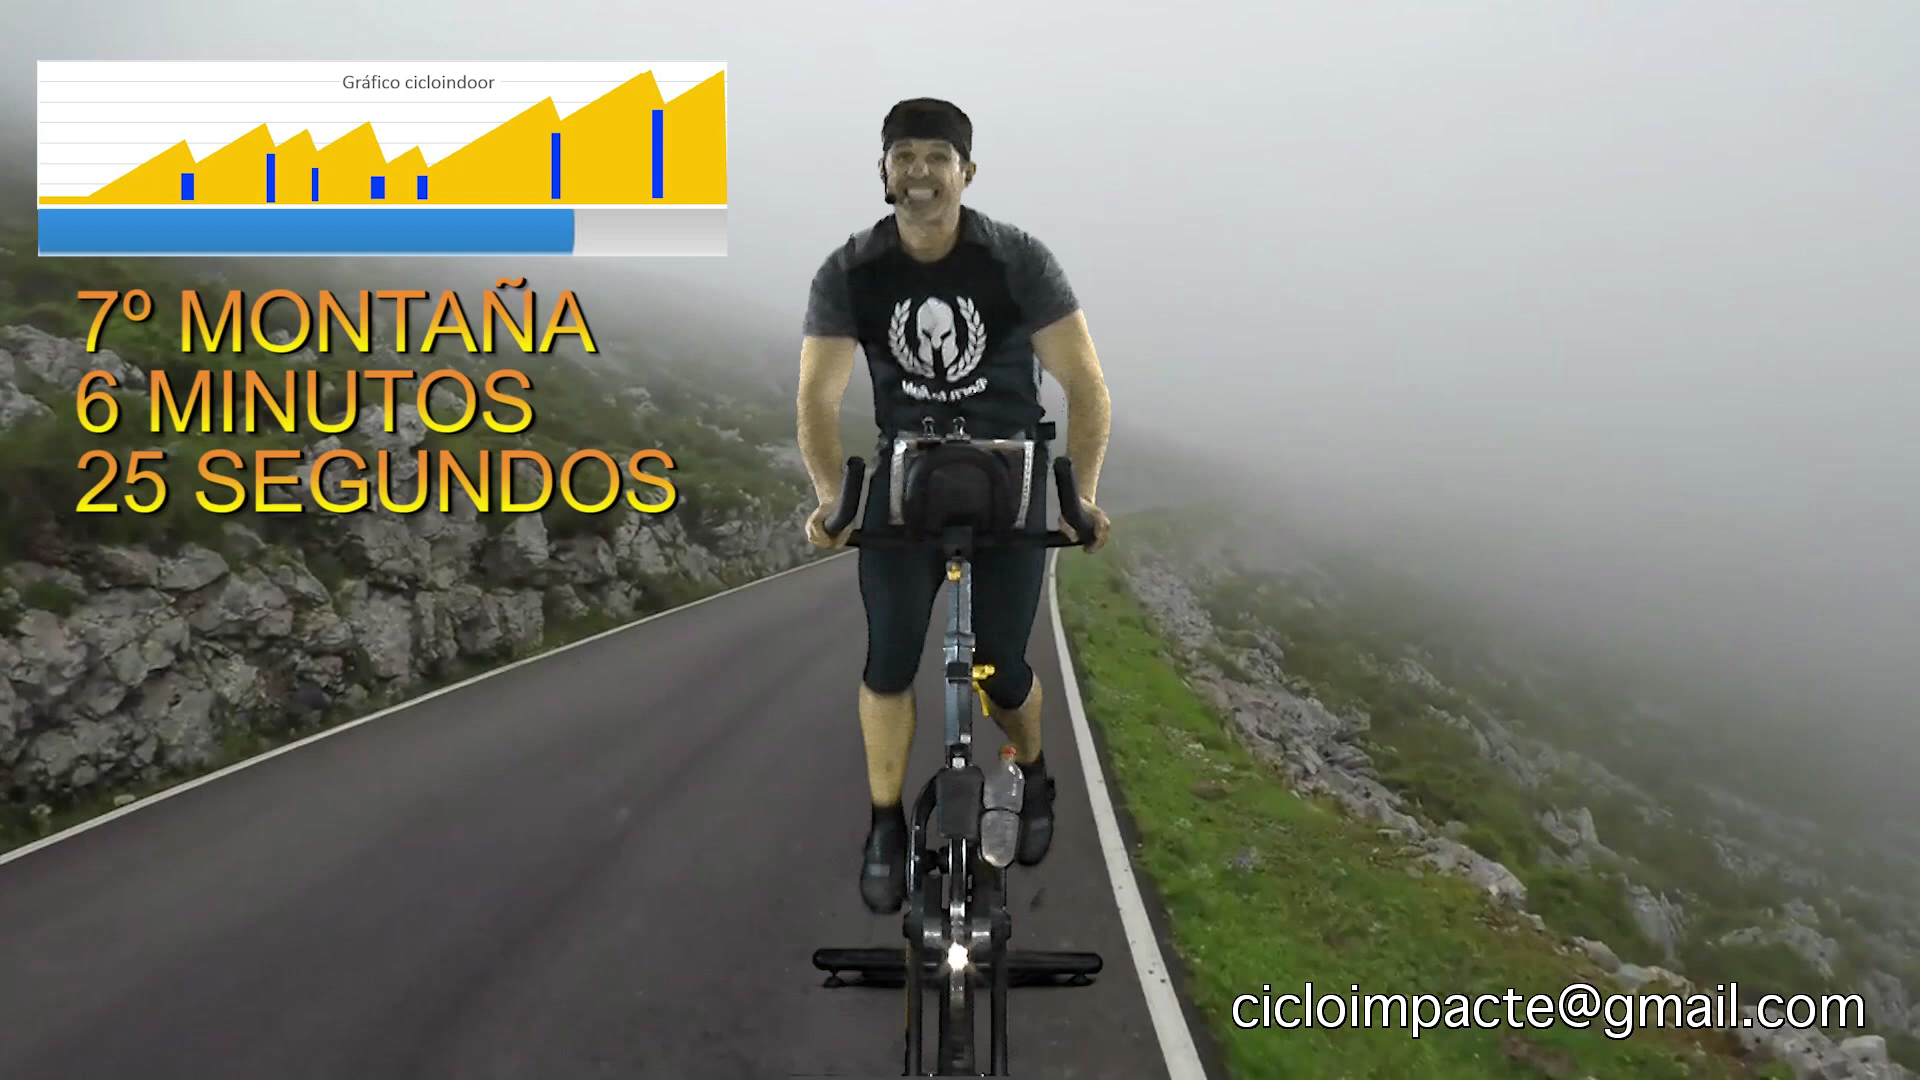 Gráfico cicloindoor
7º MONTAÑA
6 MINUTOS
25 SEGUNDOS
cicloimpacte@gmail.com